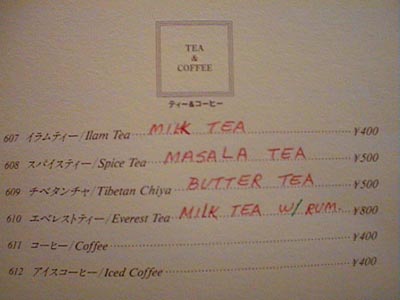 TEA
&
COFFEE
ティー&コーヒー
607 イラムティー/Ilam Tea MILK TEA ¥400
608 スパイスティー/Spice Tea MASALA TEA ¥500
609 チベタンチャ/Tibetan Chiya BUTTER TEA ¥500
610 エベレストティー/Everest Tea MILK TEA W/ RUM. ¥800
611 コーヒー/Coffee ¥400
612 アイスコーヒー/Iced Coffee ¥400